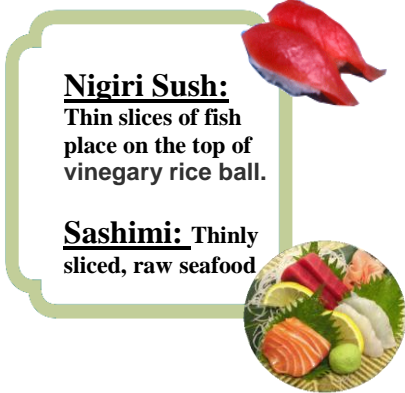 Nigiri Sush:
Thin slices of fish
place on the top of
vinegary rice ball.
Sashimi: Thinly
sliced, raw seafood